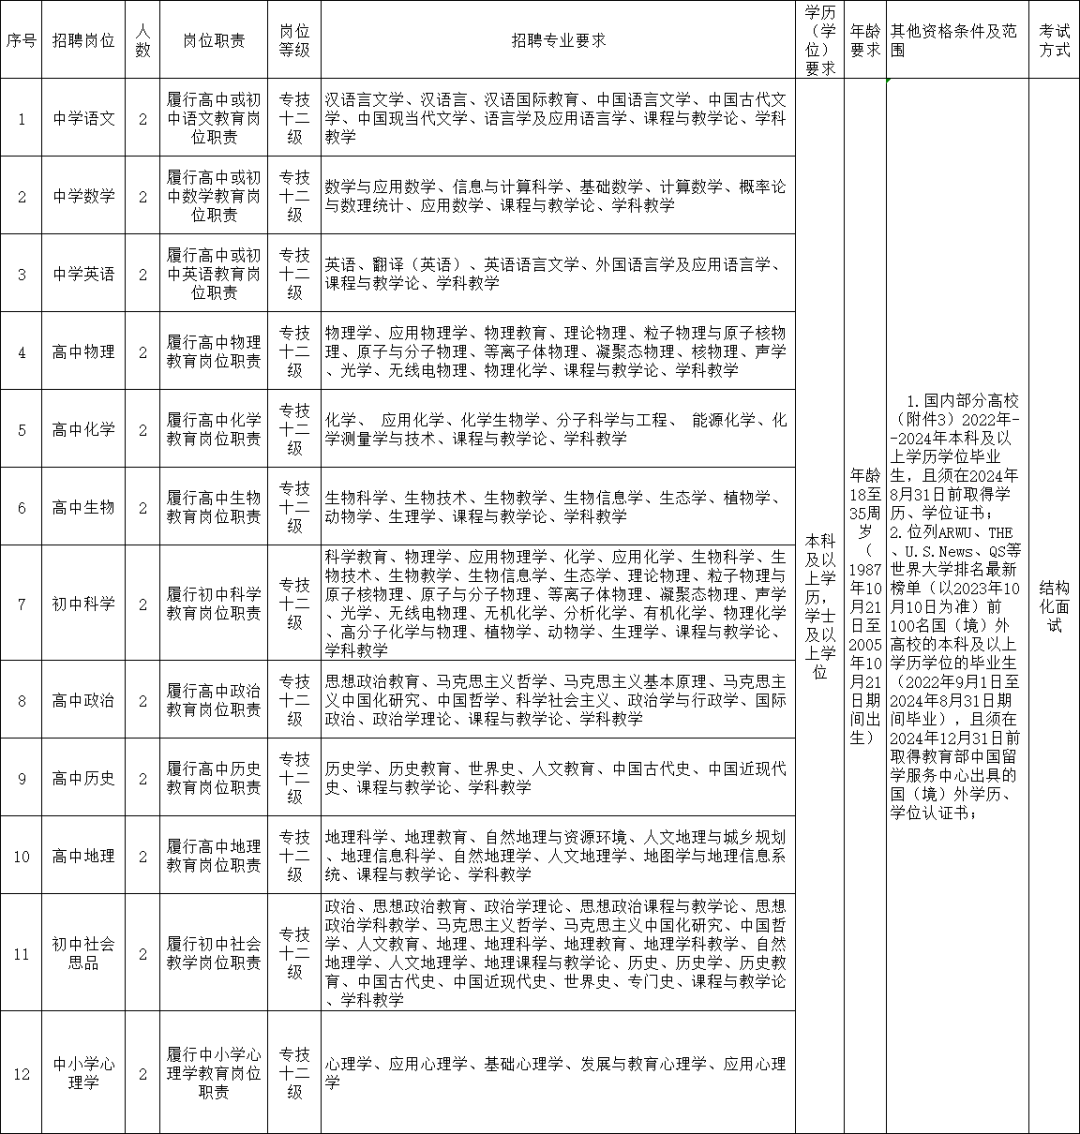 序号
招聘岗位
人
数
岗位职责
岗位
等级
招聘专业要求
学历
（学
位）
要求
年龄
要求
其他资格条件及范
围
考试
方式
1
中学语文
2
履行高中或初
中语文教育岗
位职责
专技
十二
级
汉语言文学、汉语言、汉语国际教育、中国语言文学、中国古代文
学、中国现当代文学、语言学及应用语言学、课程与教学论、学科
教学
2
中学数学
2
履行高中或初
中数学教育岗
位职责
专技
十二
级
数学与应用数学、信息与计算科学、基础数学、计算数学、概率论
与数理统计、应用数学、课程与教学论、学科教学
3
中学英语
2
履行高中或初
中英语教育岗
位职责
专技
十二
级
英语、翻译（英语）、英语语言文学、外国语言学及应用语言学、
课程与教学论、学科教学
4
高中物理
2
履行高中物理
教育岗位职责
专技
十二
级
物理学、应用物理学、物理教育、理论物理、粒子物理与原子核物
理、原子与分子物理、等离子体物理、凝聚态物理、核物理、声学
、光学、无线电物理、物理化学、课程与教学论、学科教学
5
高中化学
2
履行高中化学
教育岗位职责
专技
十二
级
化学、 应用化学、化学生物学、分子科学与工程、 能源化学、化
学测量学与技术、课程与教学论、学科教学
6
高中生物
2
履行高中生物
教育岗位职责
专技
十二
级
生物科学、生物技术、生物教学、生物信息学、生态学、植物学、
动物学、生理学、课程与教学论、学科教学
7
初中科学
2
履行初中科学
教育岗位职责
专技
十二
级
科学教育、物理学、应用物理学、化学、应用化学、生物科学、生
物技术、生物教学、生物信息学、生态学、理论物理、粒子物理与
原子核物理、原子与分子物理、等离子体物理、凝聚态物理、声学
、光学、无线电物理、无机化学、分析化学、有机化学、物理化学
、高分子化学与物理、植物学、动物学、生理学、课程与教学论、
学科教学
8
高中政治
2
履行高中政治
教育岗位职责
专技
十二
级
思想政治教育、马克思主义哲学、马克思主义基本原理、马克思主
义中国化研究、中国哲学、科学社会主义、政治学与行政学、国际
政治、政治学理论、课程与教学论、学科教学
9
高中历史
2
履行高中历史
教育岗位职责
专技
十二
级
历史学、历史教育、世界史、人文教育、中国古代史、中国近现代
史、课程与教学论、学科教学
10
高中地理
2
履行高中地理
教育岗位职责
专技
十二
级
地理科学、地理教育、自然地理与资源环境、人文地理与城乡规划
、地理信息科学、自然地理学、人文地理学、地图学与地理信息系
统、课程与教学论、学科教学
11
初中社会
思品
2
履行初中社会
教学岗位职责
专技
十二
级
政治、思想政治教育、政治学理论、思想政治课程与教学论、思想
政治学科教学、马克思主义哲学、马克思主义中国化研究、中国哲
学、人文教育、地理、地理科学、地理教育、地理学科教学、自然
地理学、人文地理学、地理课程与教学论、历史、历史学、历史教
育、中国古代史、中国近现代史、世界史、专门史、课程与教学论
、学科教学
12
中小学心
理学
2
履行中小学心
理学教育岗位
职责
专技
十二
级
心理学、应用心理学、基础心理学、发展与教育心理学、应用心理
学
本科
及以
上学
历，
学士
及以
上学
位
年龄
18至
35周
岁
（
1987
年10
月21
日至
2005
年10
月21
日期
间出
生）
1.国内部分高校
（附件3）2022年-
-2024年本科及以
上学历学位毕业
生，且须在2024年
8月31日前取得学
历、学位证书；
2.位列ARWU、THE
、U.S.News、QS等
世界大学排名最新
榜单（以2023年10
月10日为准）前
100名国（境）外
高校的本科及以上
学历学位的毕业生
（2022年9月1日至
2024年8月31日期
间毕业），且须在
2024年12月31日前
取得教育部中国留
学服务中心出具的
国（境）外学历、
学位认证书；
结构
化面
试